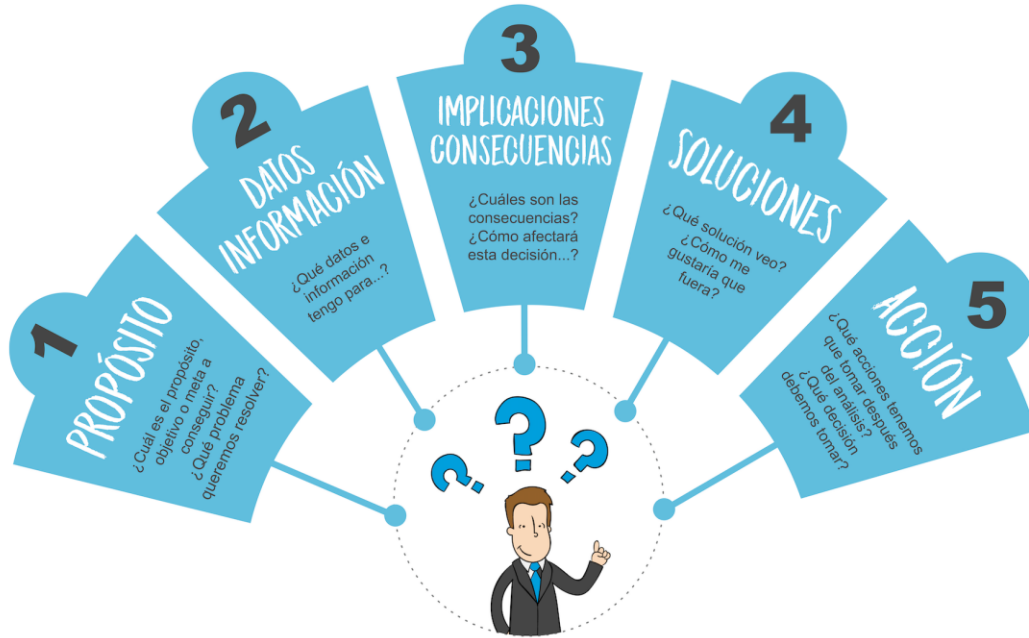 1
PROPÓSITO
¿Cuál es el propósito,
objetivo o meta a
conseguir?
¿Qué problema
queremos resolver?
2
DATOS
INFORMACIÓN
¿Qué datos e
información
tengo para...?
3
IMPLICACIONES
CONSECUENCIAS
¿Cuáles son las
consecuencias?
¿Cómo afectará
esta decisión...?
4
SOLUCIONES
¿Qué solución veo?
¿Cómo me
gustaría que
fuera?
5
ACCIÓN
¿Qué acciones tenemos
que tomar después
del análisis?
¿Qué decisión
debemos tomar?
? ? ?